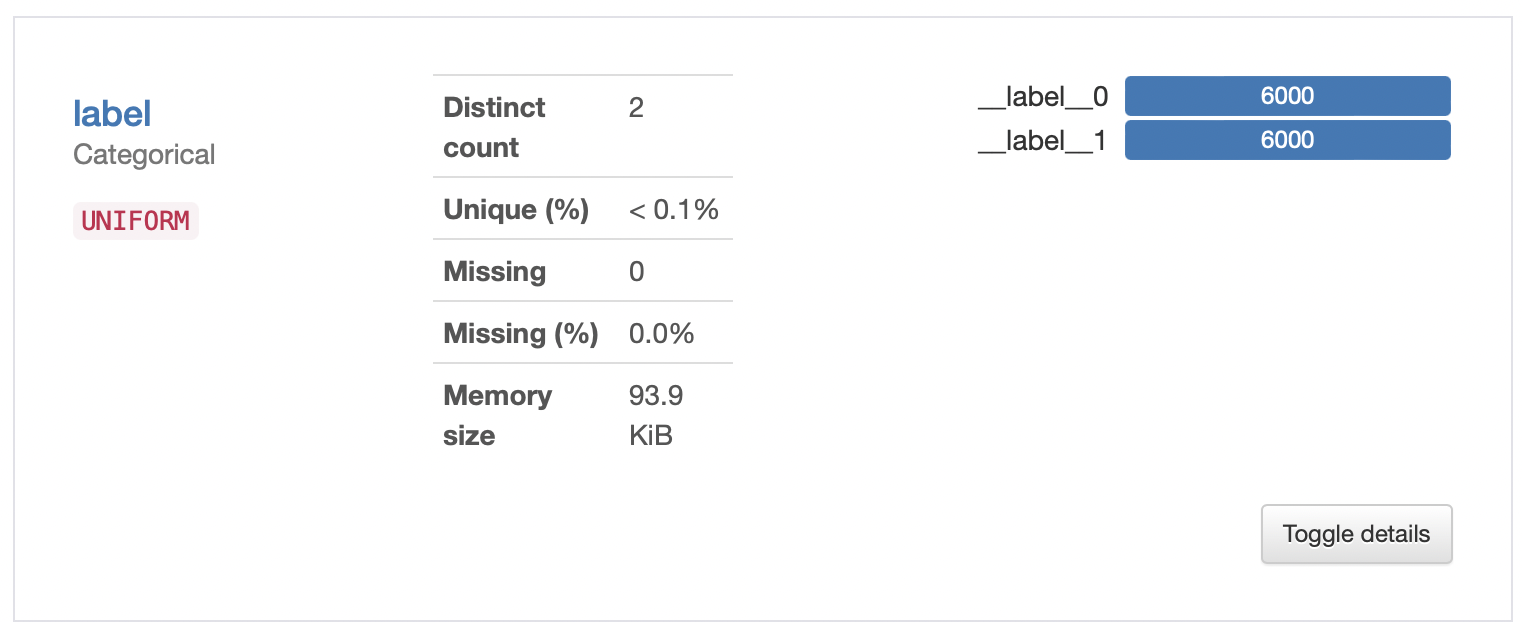 label
Categorical
UNIFORM
Distinct count 2
Unique (%) < 0.1%
Missing 0
Missing (%) 0.0%
Memory size 93.9 KiB
__label__0 6000
__label__1 6000
Toggle details